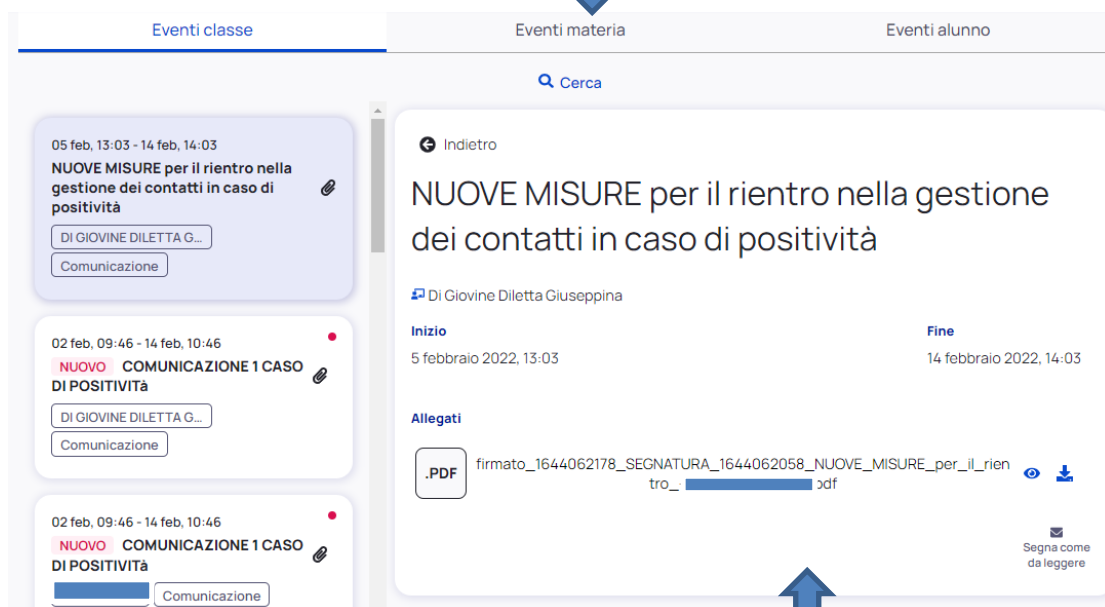 Eventi classe
Eventi materia
Eventi alunno
Cerca
05 feb, 13:03 - 14 feb, 14:03
NUOVE MISURE per il rientro nella
gestione dei contatti in caso di
positività
DI GIOVINE DILETTA G...
Comunicazione
02 feb, 09:46 - 14 feb, 10:46
NUOVO COMUNICAZIONE 1 CASO
DI POSITIVITà
DI GIOVINE DILETTA G...
Comunicazione
02 feb, 09:46 - 14 feb, 10:46
NUOVO COMUNICAZIONE 1 CASO
DI POSITIVITà
Comunicazione
Indietro
NUOVE MISURE per il rientro nella gestione
dei contatti in caso di positività
Di Giovine Diletta Giuseppina
Inizio
5 febbraio 2022, 13:03
Fine
14 febbraio 2022, 14:03
Allegati
.PDF
firmato_1644062178_SEGNATURA_1644062058_NUOVE_MISURE_per_il_rien
tro_ pdf
Segna come
da leggere